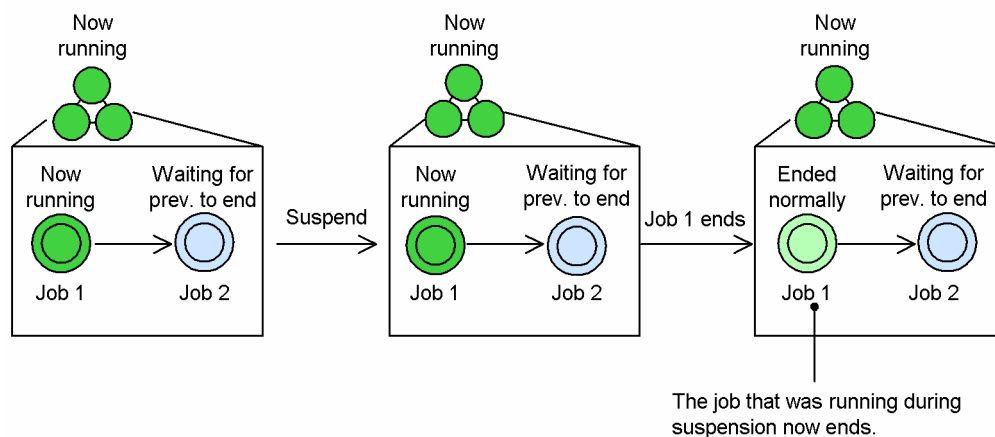 Now
running
Now
running
Now
running
Now
running
Waiting for
prev. to end
Job 1
Job 2
Suspend
Now
running
Waiting for
prev. to end
Job 1
Job 2
Job 1 ends
Ended
normally
Waiting for
prev. to end
Job 1
Job 2
The job that was running during
suspension now ends.